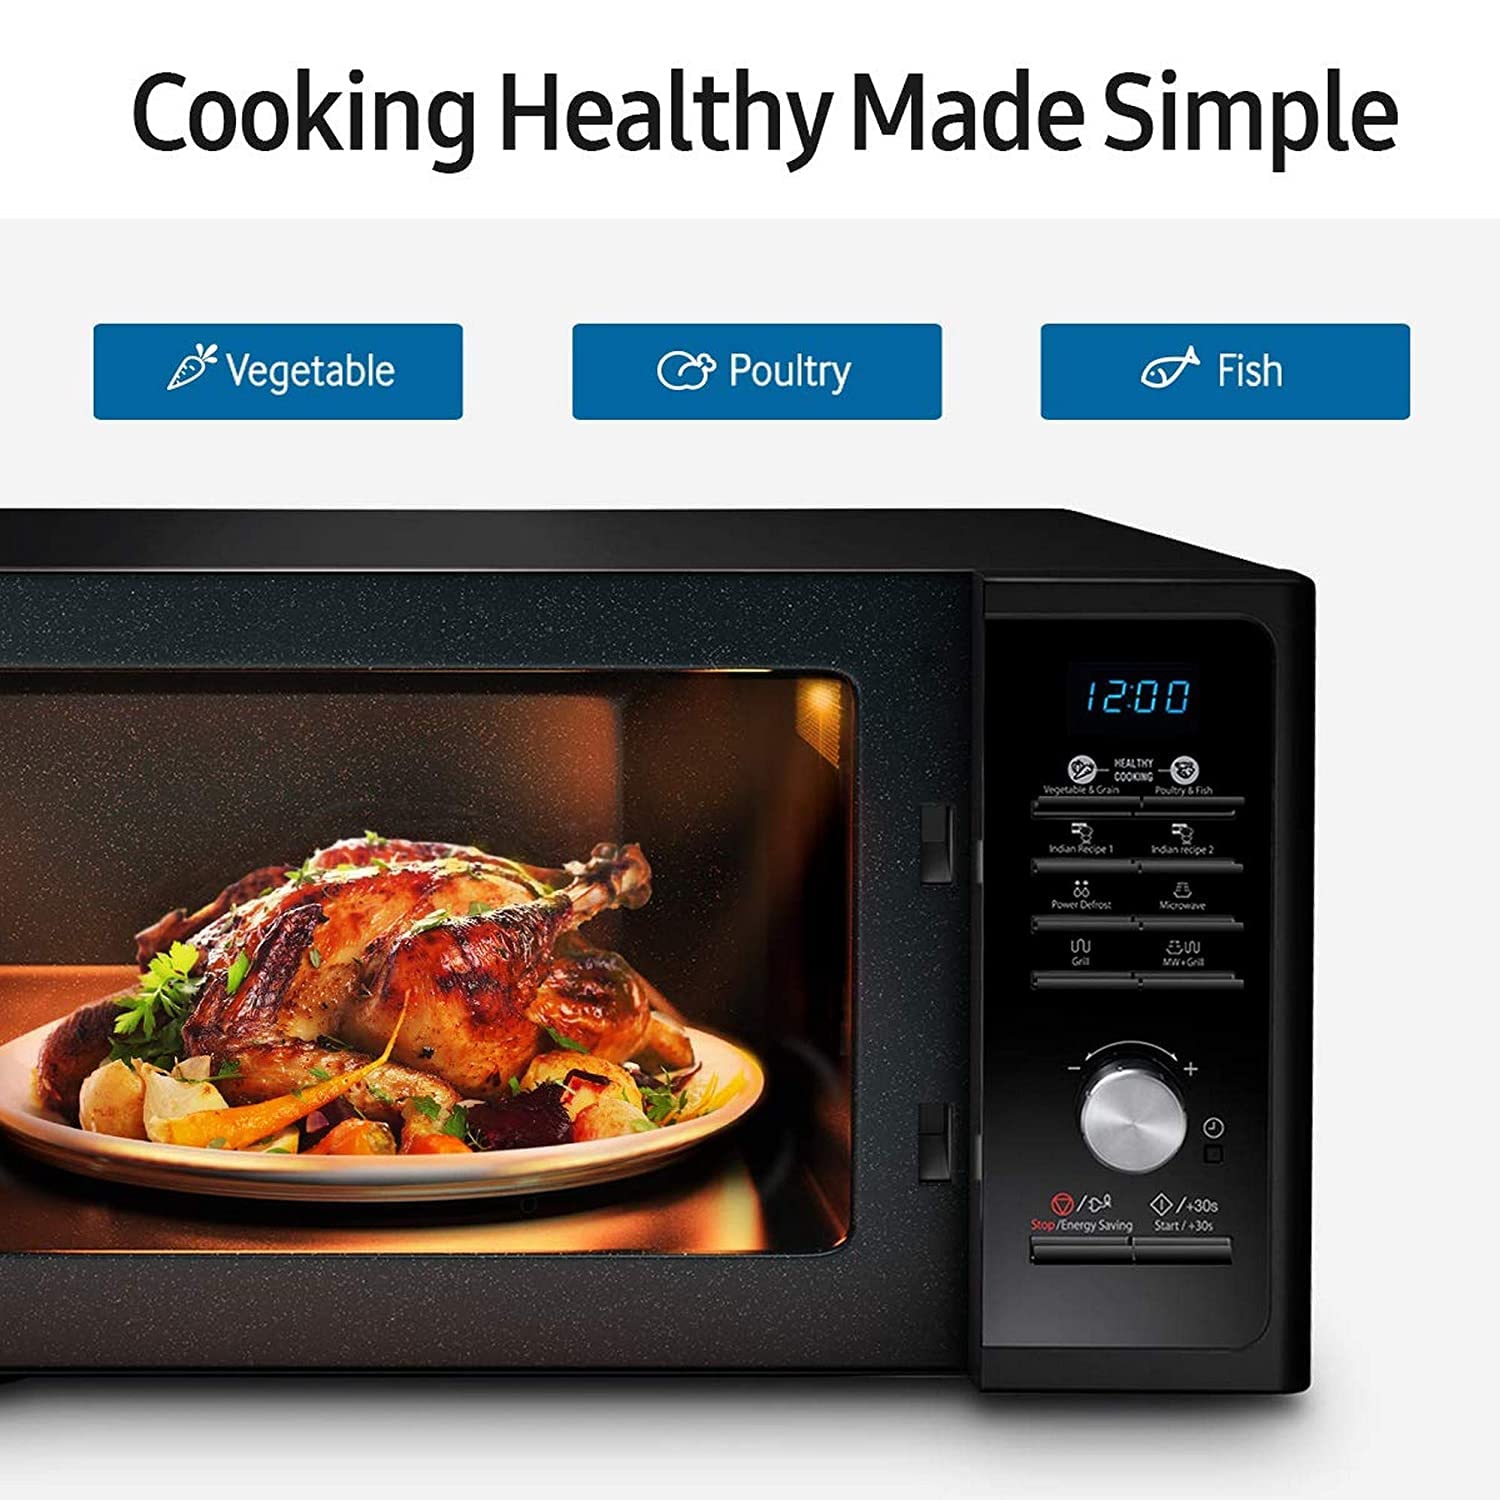 Cooking Healthy Made Simple
Vegetable
Poultry
Fish
12:00
HEALTHY
COOKING
Vegetable & Grain
Poultry & Fish
Indian Recipe 1
Indian recipe 2
Power Defrost
Microwave
Grill
MW+Grill
- +
/ /+30s
Stop/Energy Saving
Start / +30s